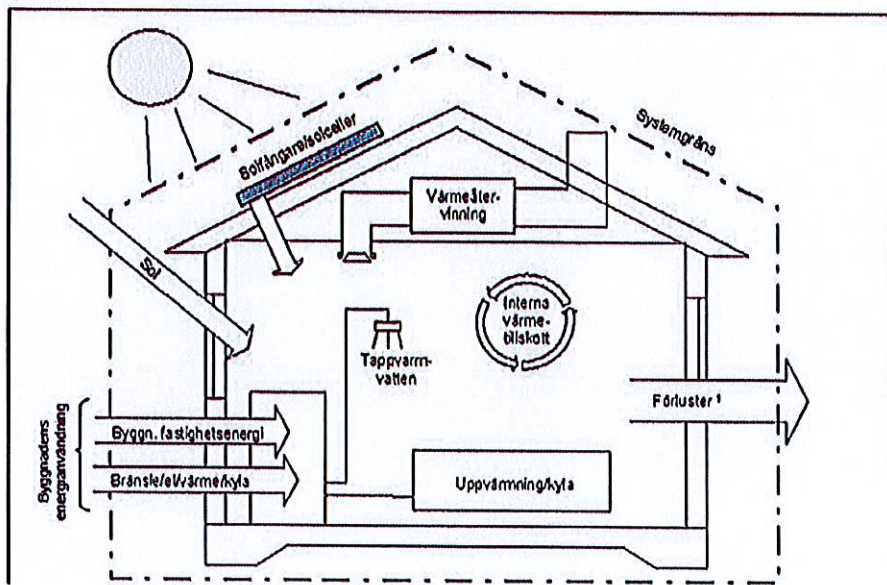 Systemgräns
Solfångare/solceller
Värmeåter-
vinning
Sol
Interna
värme-
tillskott
Tappvarm-
vatten
Förluster 1
Byggnadens
energianvändning
Byggn. fastighetsenergi
Bränsle/el/värme/kyla
Uppvärmning/kyla